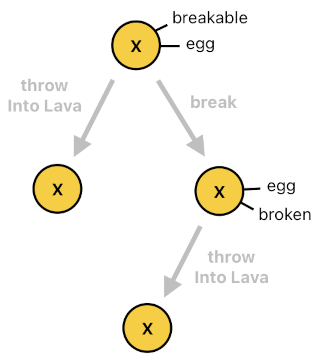 breakable
X
egg
throw
Into Lava
break
X
X
egg
broken
throw
Into Lava
X